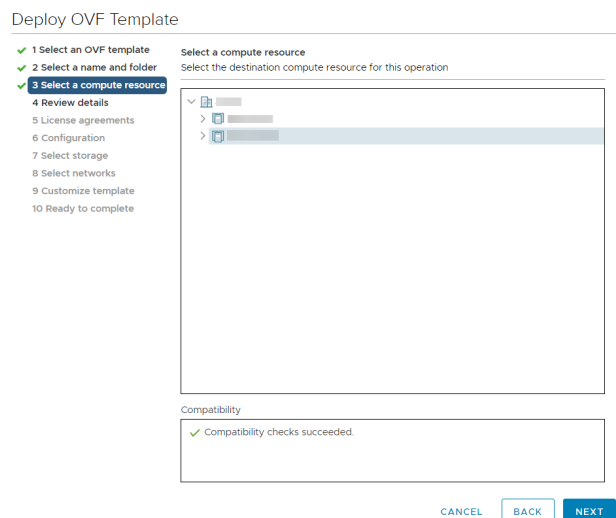 Deploy OVF Template
1 Select an OVF template
2 Select a name and folder
3 Select a compute resource
4 Review details
5 License agreements
6 Configuration
7 Select storage
8 Select networks
9 Customize template
10 Ready to complete
Select a compute resource
Select the destination compute resource for this operation
Compatibility
Compatibility checks succeeded.
CANCEL
BACK
NEXT